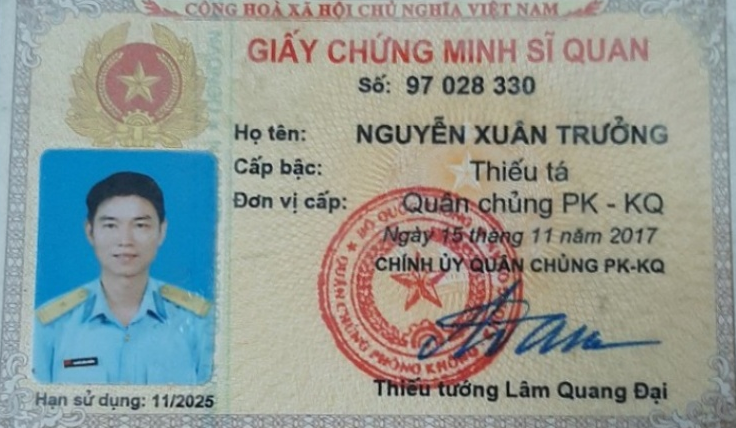 CỘNG HOÀ XÃ HỘI CHỦ NGHĨA VIỆT NAM
GIẤY CHỨNG MINH SĨ QUAN
Số: 97 028 330
Họ tên: NGUYỄN XUÂN TRƯỞNG
Cấp bậc: Thiếu tá
Đơn vị cấp: Quân chủng PK - KQ
Ngày 15 tháng 11 năm 2017
CHÍNH ỦY QUÂN CHỦNG PK-KQ
BỘ QUỐC
QUÂN CHỦNG PHÒNG KHÔNG
Thiếu tướng Lâm Quang Đại
Hạn sử dụng: 11/2025